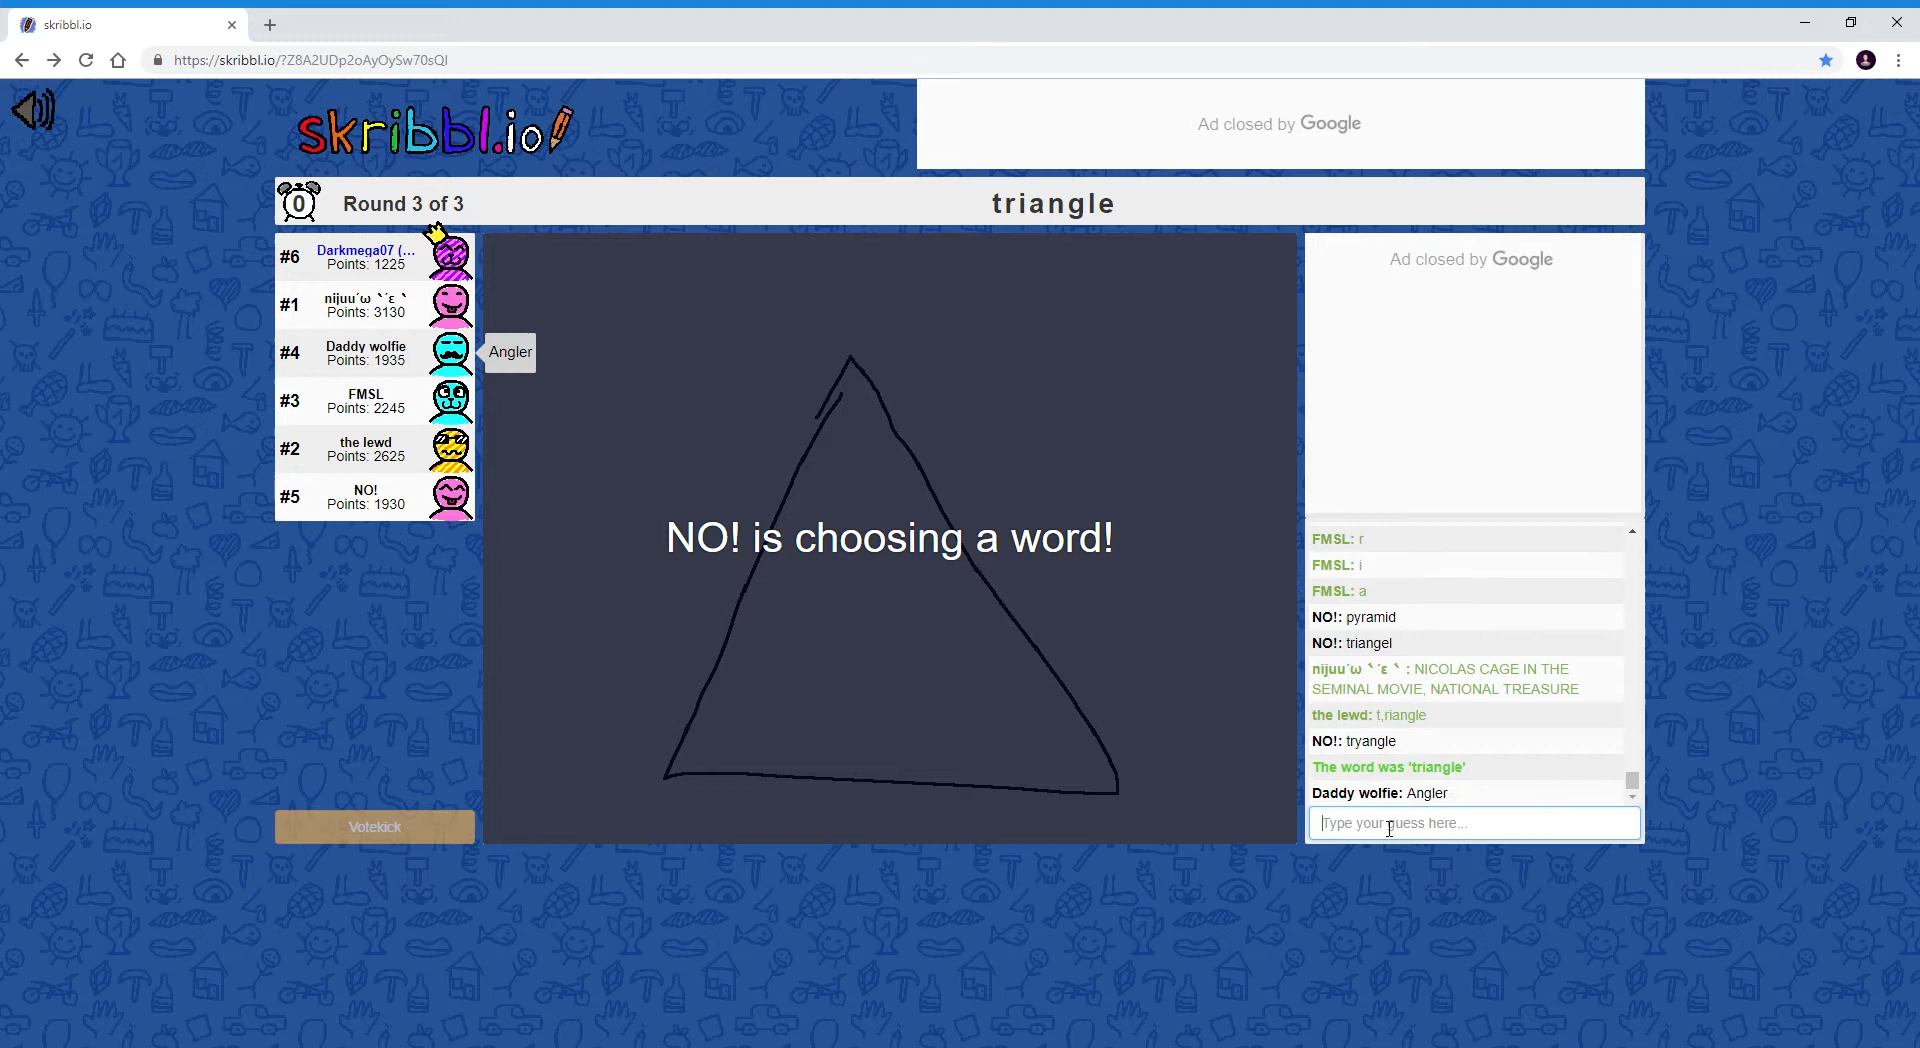 skribbl.io
https://skribbl.io/?Z8A2UDp2oAyOySw70sQl
skribbl.io
Ad closed by Google
0
Round 3 of 3
triangle
#6
Darkmega07 (...
Points: 1225
#1
nijuu´ω `´ε `
Points: 3130
#4
Daddy wolfie
Points: 1935
Angler
#3
FMSL
Points: 2245
#2
the lewd
Points: 2625
#5
NO!
Points: 1930
Votekick
NO! is choosing a word!
Ad closed by Google
FMSL: r
FMSL: i
FMSL: a
NO!: pyramid
NO!: triangel
nijuu´ω `´ε ` : NICOLAS CAGE IN THE
SEMINAL MOVIE, NATIONAL TREASURE
the lewd: t,riangle
NO!: tryangle
The word was 'triangle'
Daddy wolfie: Angler
Type your guess here...